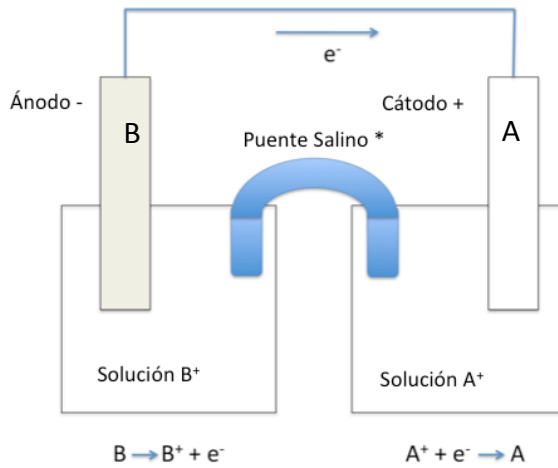 e⁻
Ánodo -
B
Cátodo +
A
Puente Salino *
Solución B⁺
Solución A⁺
B → B⁺ + e⁻
A⁺ + e⁻ → A